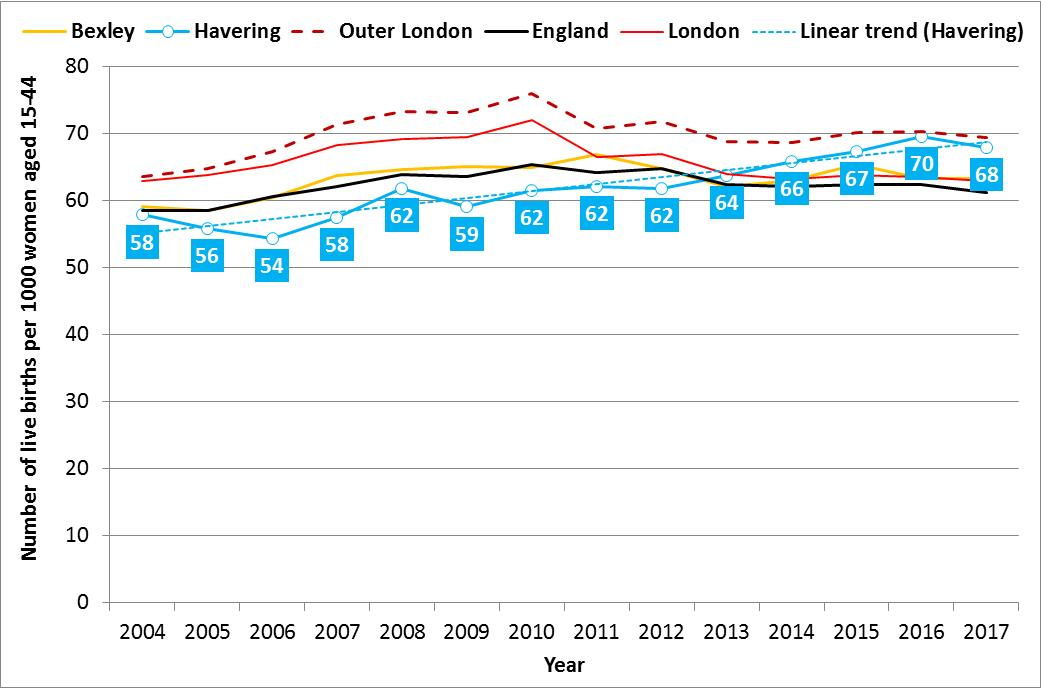 Bexley Havering Outer London England London Linear trend (Havering)
Number of live births per 1000 women aged 15-44
80
70
60
50
40
30
20
10
0
58 56 54 58 62 59 62 62 62 64 66 67 70 68
2004 2005 2006 2007 2008 2009 2010 2011 2012 2013 2014 2015 2016 2017
Year